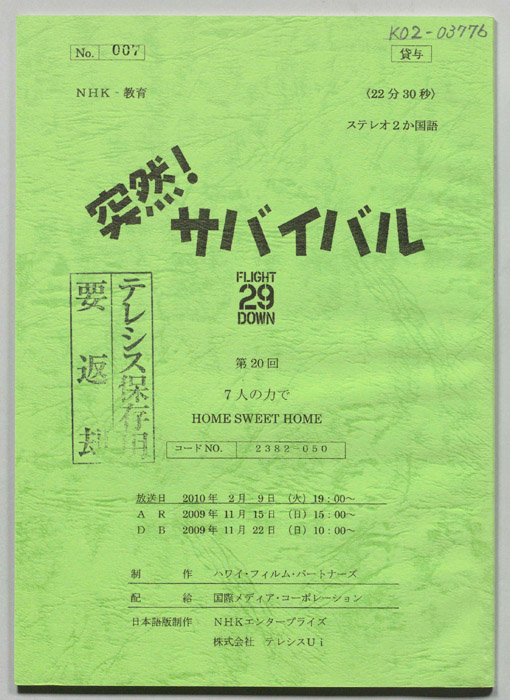 K02-03776
No. 007
貸与
NHK - 教育
〈22分30秒〉
ステレオ2か国語
突然!
サバイバル
FLIGHT
29
DOWN
テレシス保存用
要返却
第20回
7人の力で
HOME SWEET HOME
コードNO. 2382-050
放送日 2010年 2月 9日 (火) 19:00～
AR 2009年 11月 15日 (日) 15:00～
DB 2009年 11月 22日 (日) 10:00～
制作 ハワイ・フィルム・パートナーズ
配給 国際メディア・コーポレーション
日本語版制作 NHKエンタープライズ
株式会社 テレシスUi